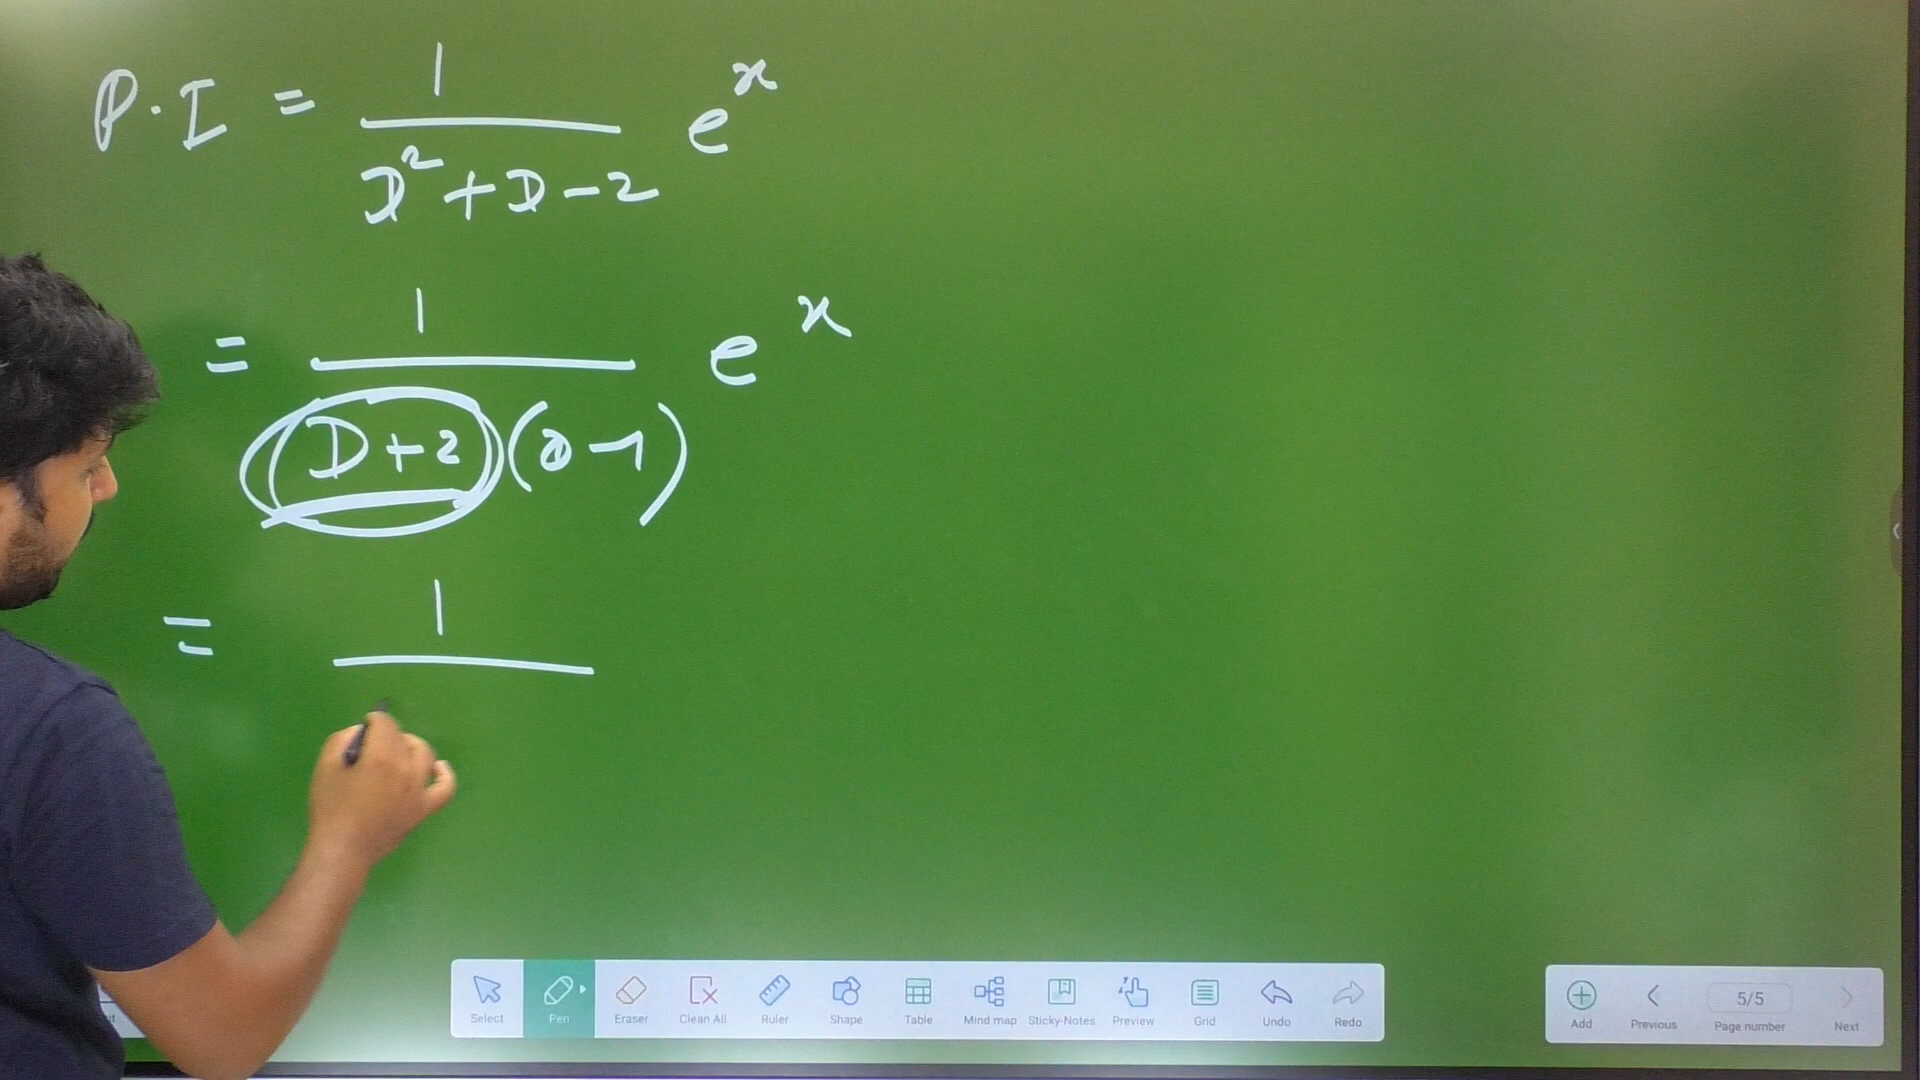 P.I = 1/(D²+D-2) e^x
= 1/((D+2)(D-1)) e^x
= 1/
Select Pen Eraser Clean All Ruler Shape Table Mind map Sticky-Notes Preview Grid Undo Redo
Add Previous 5/5 Page number Next